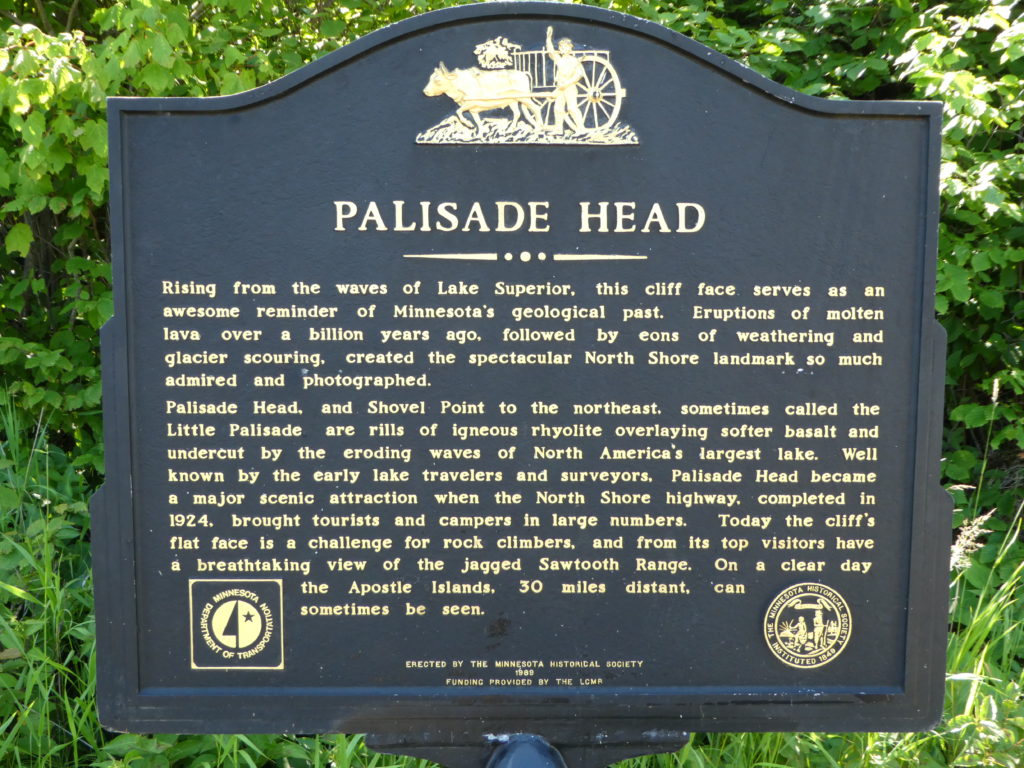 PALISADE HEAD
Rising from the waves of Lake Superior, this cliff face serves as an
awesome reminder of Minnesota's geological past. Eruptions of molten
lava over a billion years ago, followed by eons of weathering and
glacier scouring, created the spectacular North Shore landmark so much
admired and photographed.
Palisade Head, and Shovel Point to the northeast, sometimes called the
Little Palisade are rills of igneous rhyolite overlaying softer basalt and
undercut by the eroding waves of North America's largest lake. Well
known by the early lake travelers and surveyors, Palisade Head became
a major scenic attraction when the North Shore highway, completed in
1924, brought tourists and campers in large numbers. Today the cliff's
flat face is a challenge for rock climbers, and from its top visitors have
a breathtaking view of the jagged Sawtooth Range. On a clear day
the Apostle Islands, 30 miles distant, can
sometimes be seen.
MINNESOTA
DEPARTMENT OF TRANSPORTATION
THE MINNESOTA HISTORICAL SOCIETY
INSTITUTED 1849
ERECTED BY THE MINNESOTA HISTORICAL SOCIETY
1989
FUNDING PROVIDED BY THE LCMR